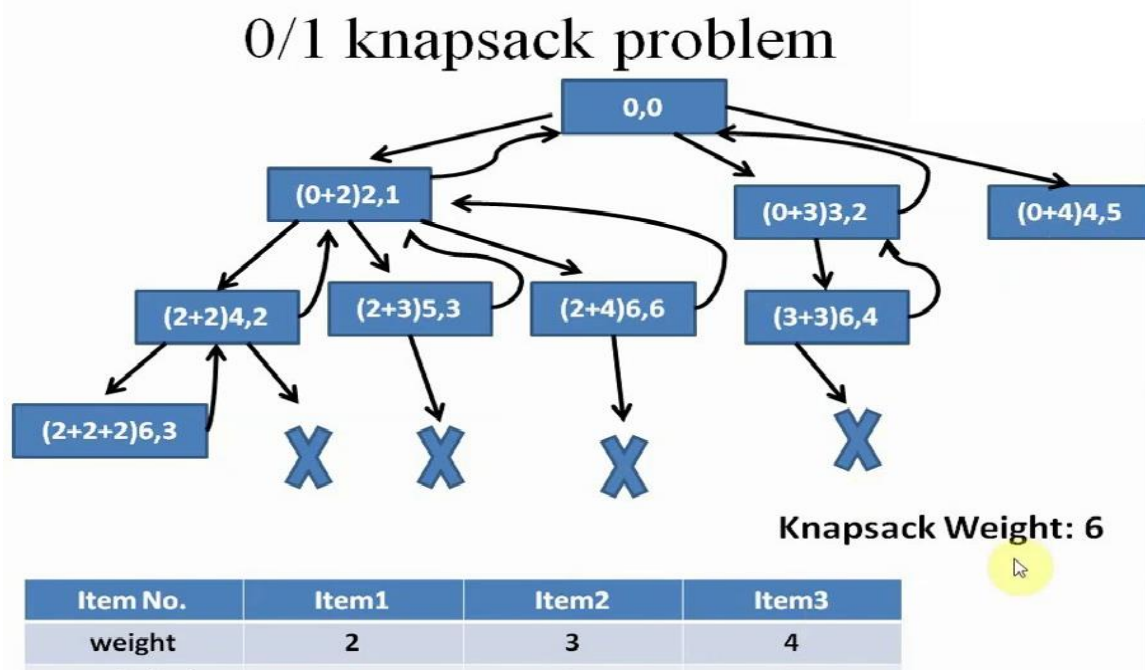 0/1 knapsack problem
0,0
(0+2)2,1
(0+3)3,2
(0+4)4,5
(2+2)4,2
(2+3)5,3
(2+4)6,6
(3+3)6,4
(2+2+2)6,3
Knapsack Weight: 6
Item No. Item1 Item2 Item3
weight 2 3 4